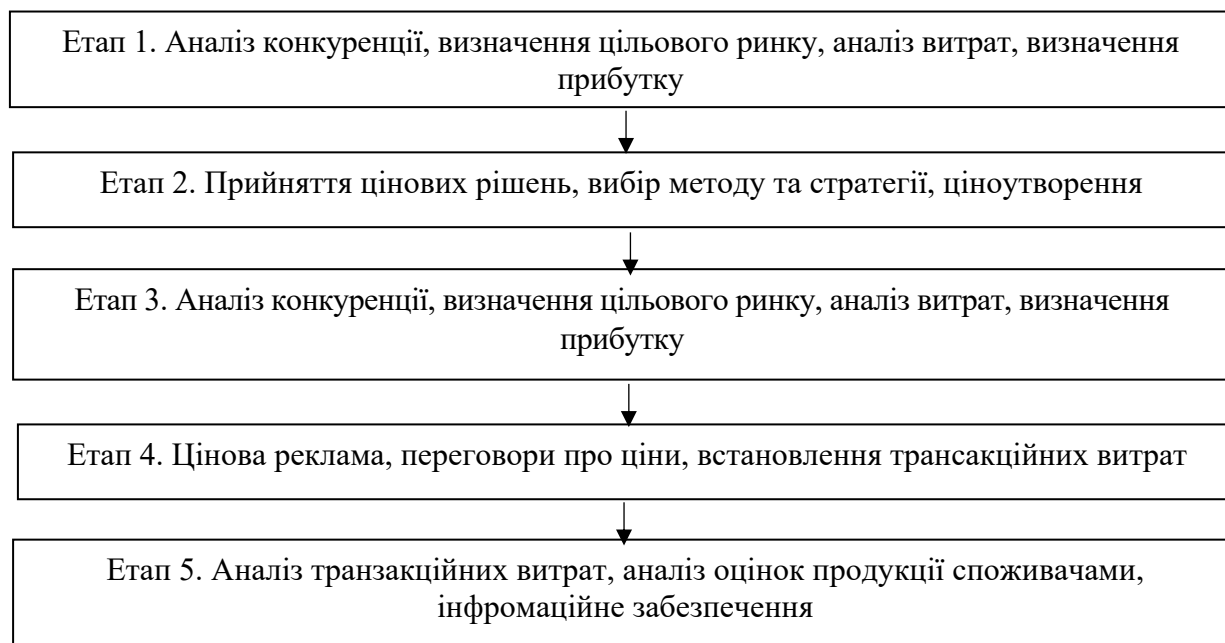 Етап 1. Аналіз конкуренції, визначення цільового ринку, аналіз витрат, визначення
прибутку
Етап 2. Прийняття цінових рішень, вибір методу та стратегії, ціноутворення
Етап 3. Аналіз конкуренції, визначення цільового ринку, аналіз витрат, визначення
прибутку
Етап 4. Цінова реклама, переговори про ціни, встановлення трансакційних витрат
Етап 5. Аналіз транзакційних витрат, аналіз оцінок продукції споживачами,
інфромаційне забезпечення